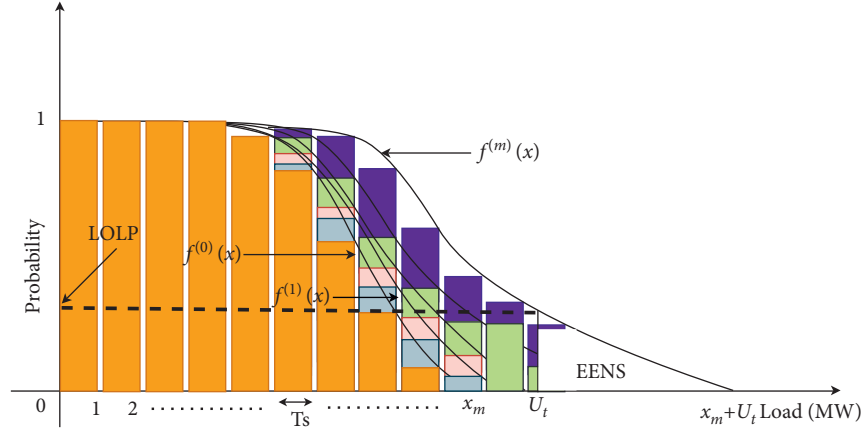 1
LOLP
Probability
f^(m)(x)
f^(0)(x)
f^(1)(x)
EENS
0
1 2 . . . . . . . . . . . Ts . . . . . . . . . . . x_m U_t x_m+U_t Load (MW)